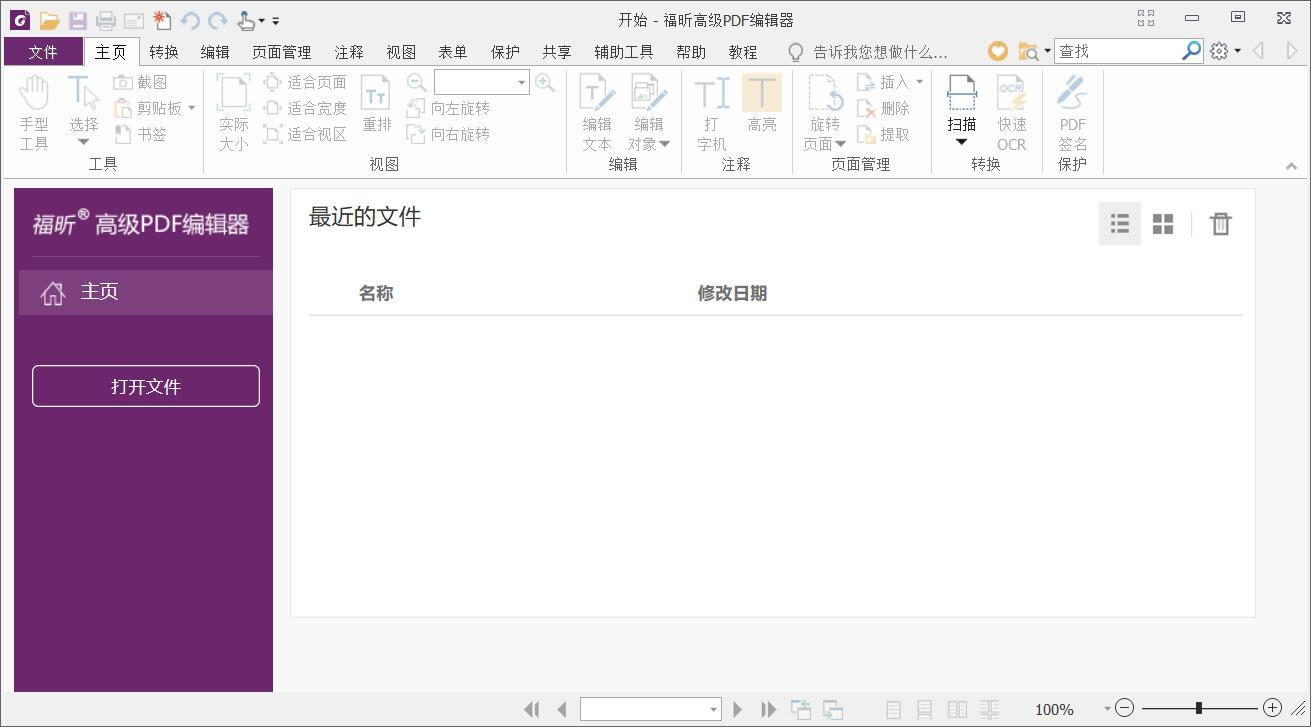 开始 - 福昕高级PDF编辑器
文件 主页 转换 编辑 页面管理 注释 视图 表单 保护 共享 辅助工具 帮助 教程 告诉我您想做什么... 查找
手型
工具
选择
截图
剪贴板
书签
工具
实际
大小
适合页面
适合宽度
适合视区
重排
向左旋转
向右旋转
视图
编辑
文本
编辑
对象
编辑
打
字机
高亮
注释
旋转
页面
插入
删除
提取
页面管理
扫描
OCR
快速
OCR
转换
PDF
签名
保护
福昕® 高级PDF编辑器
主页
打开文件
最近的文件
名称 修改日期
100%